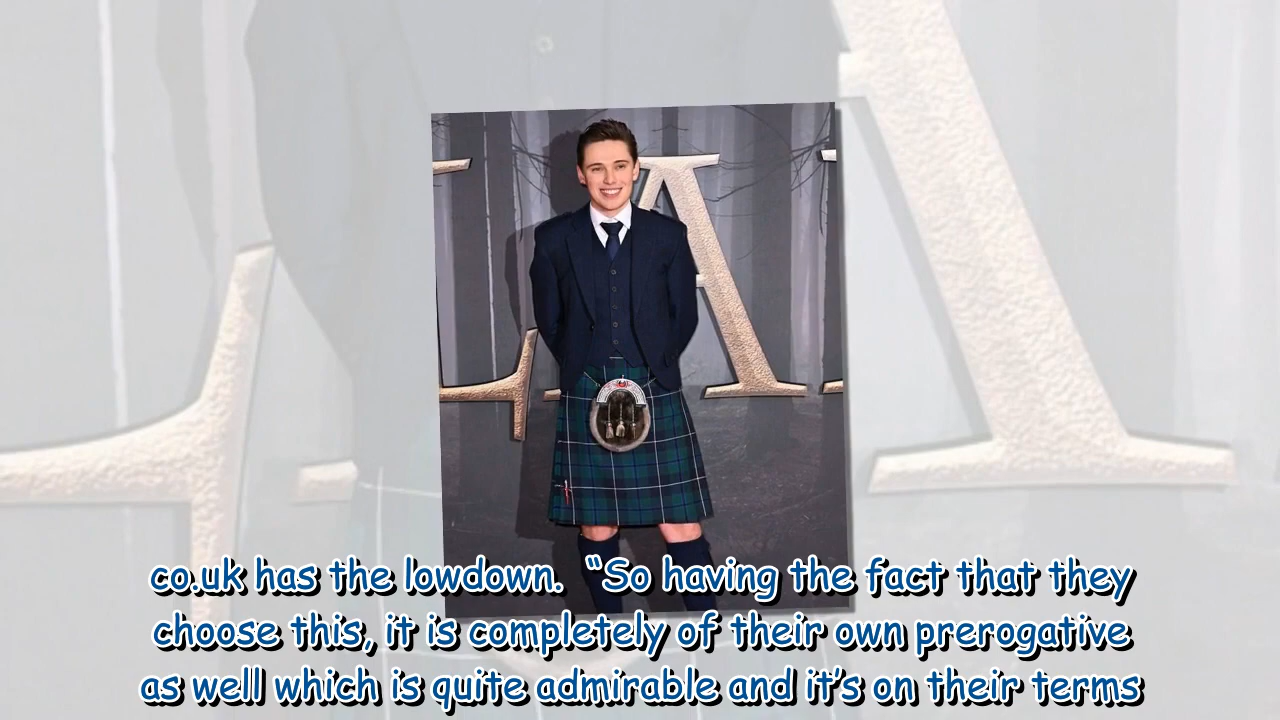 LA
co.uk has the lowdown. “So having the fact that they
choose this, it is completely of their own prerogative
as well which is quite admirable and it’s on their terms